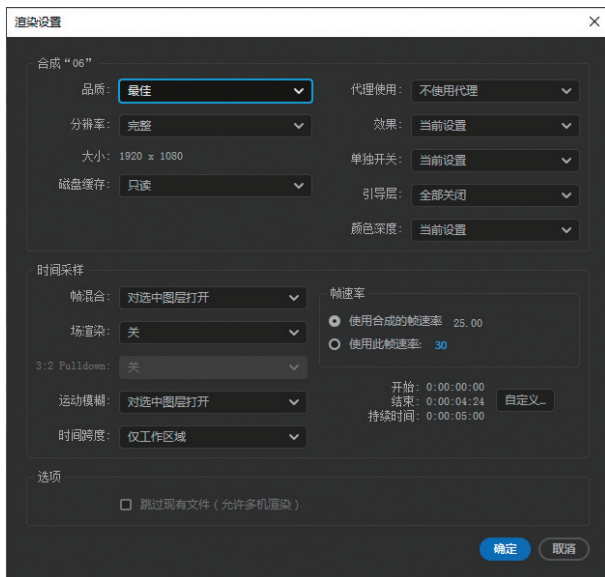 渲染设置
合成“06”
品质： 最佳
代理使用： 不使用代理
分辨率： 完整
效果： 当前设置
大小： 1920 x 1080
单独开关： 当前设置
磁盘缓存： 只读
引导层： 全部关闭
颜色深度： 当前设置
时间采样
帧混合： 对选中图层打开
帧速率
场渲染： 关
使用合成的帧速率 25.00
使用此帧速率： 30
3:2 Pulldown: 关
运动模糊： 对选中图层打开
开始： 0:00:00:00
结束： 0:00:04:24
持续时间： 0:00:05:00
自定义...
时间跨度： 仅工作区域
选项
跳过现有文件（允许多机渲染）
确定 取消